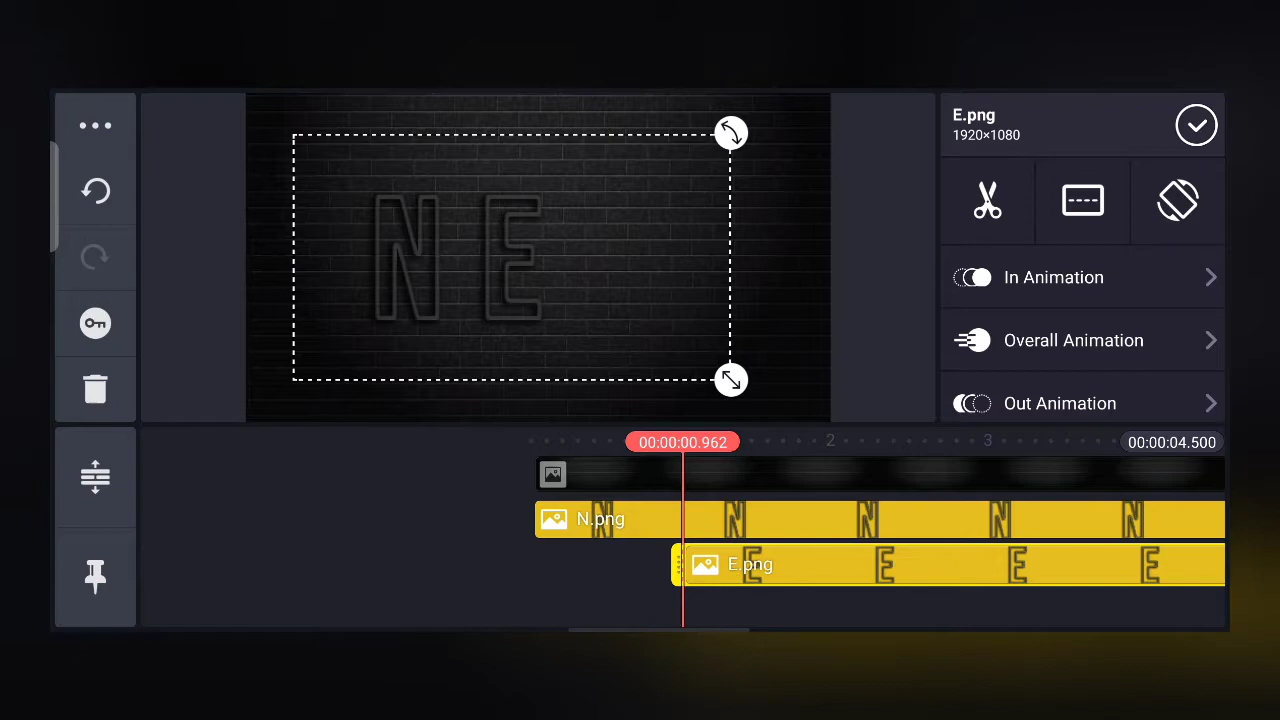 E.png
1920×1080
N E
In Animation
Overall Animation
Out Animation
00:00:00.962
2
3
00:00:04.500
N
N
N
N
N
N.png
E
E
E
E
E.png